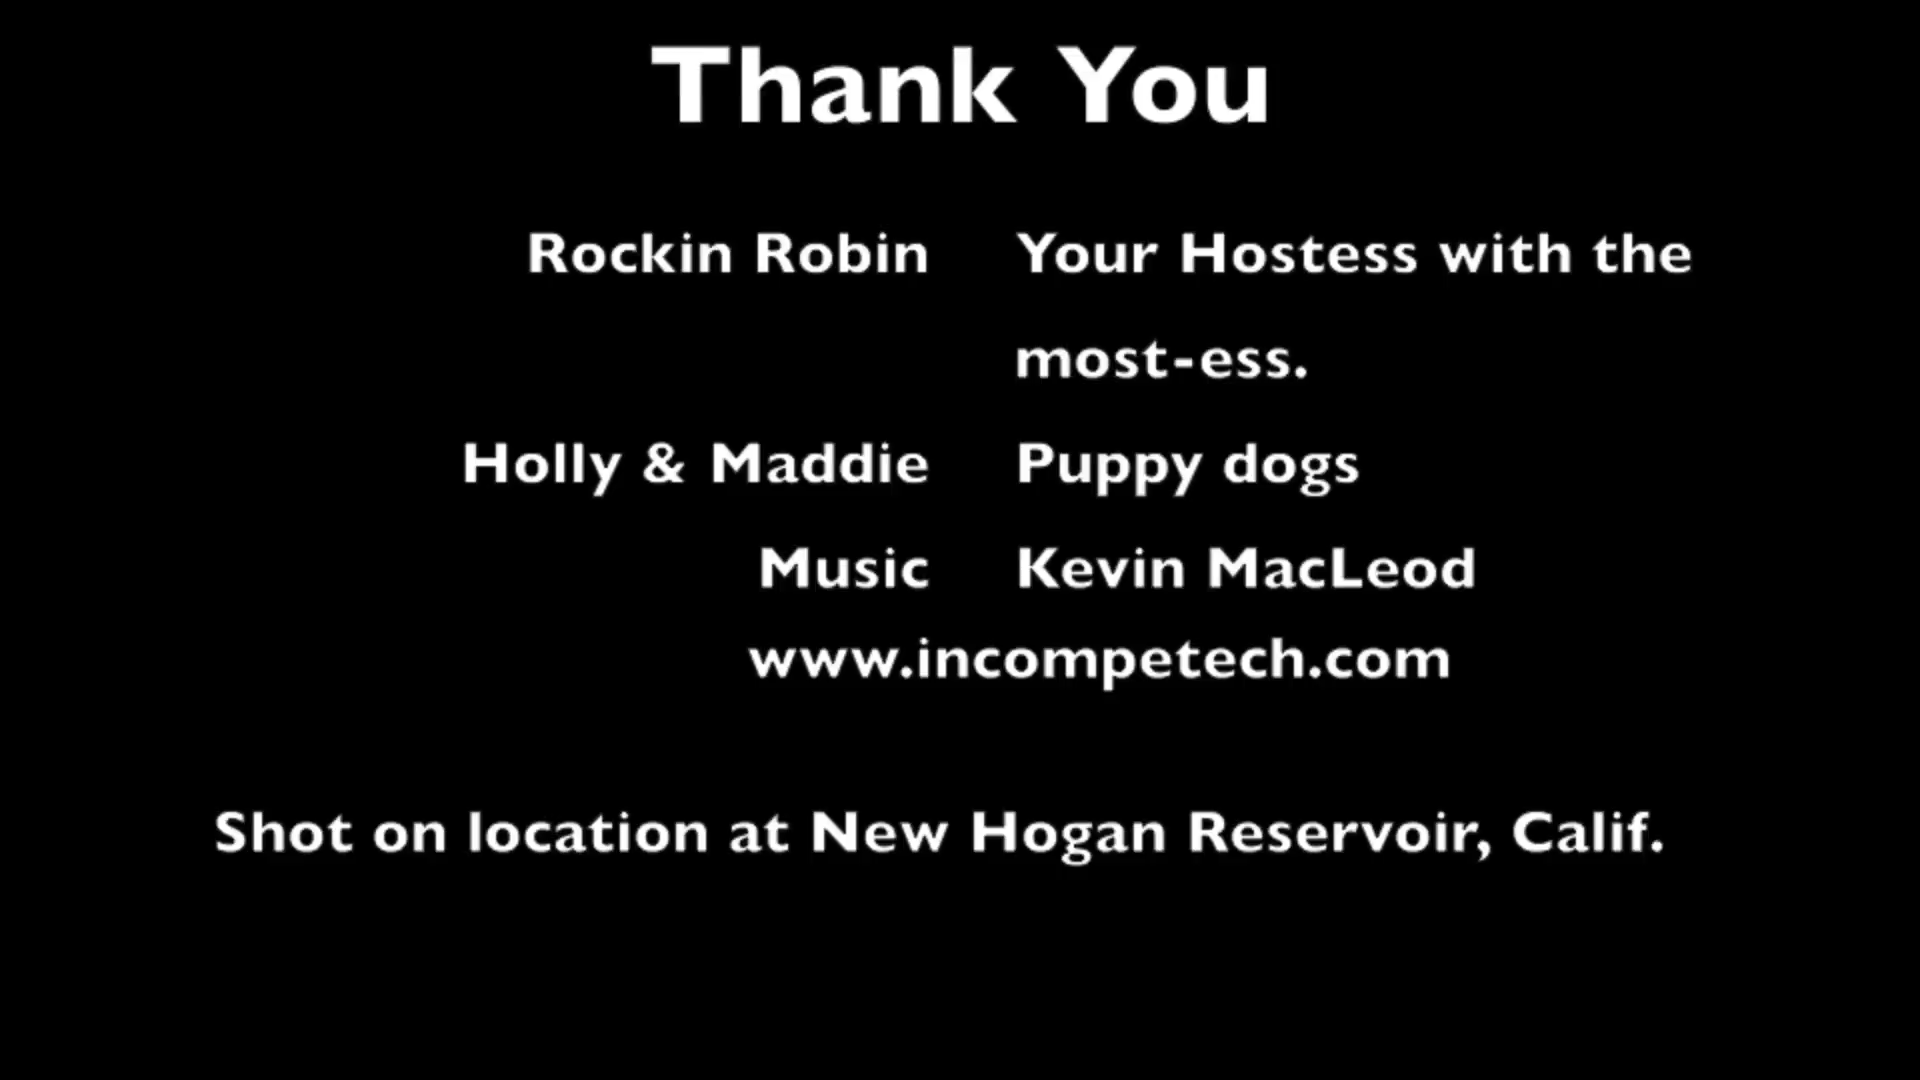 Thank You
Rockin Robin Your Hostess with the
most-ess.
Holly & Maddie Puppy dogs
Music Kevin MacLeod
www.incompetech.com
Shot on location at New Hogan Reservoir, Calif.